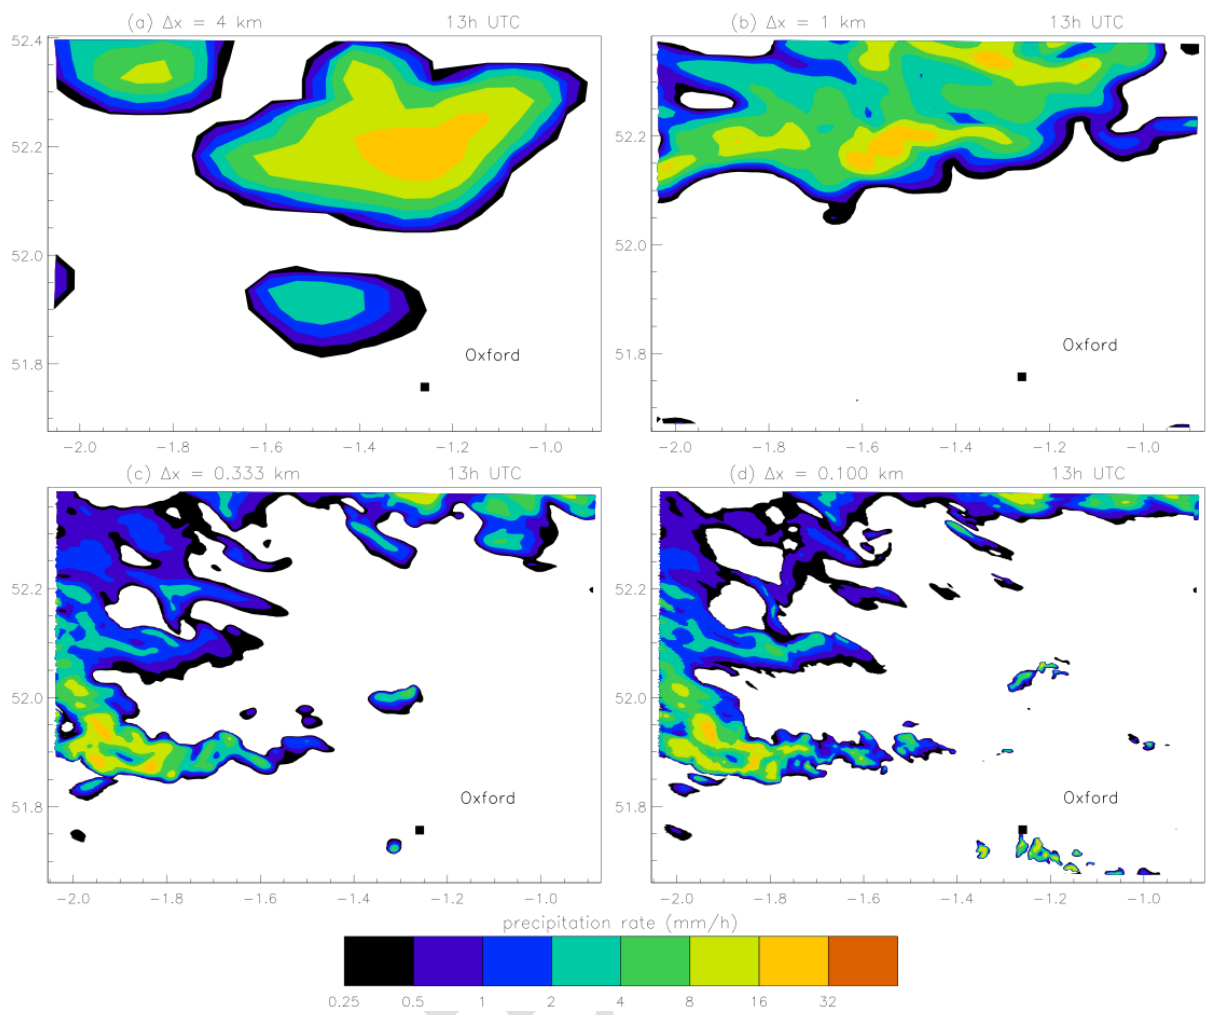 (a) Δx = 4 km 13h UTC
(b) Δx = 1 km 13h UTC
52.4
52.2
52.0
51.8
Oxford
-2.0 -1.8 -1.6 -1.4 -1.2 -1.0
52.2
52.0
51.8
Oxford
-2.0 -1.8 -1.6 -1.4 -1.2 -1.0
(c) Δx = 0.333 km 13h UTC
(d) Δx = 0.100 km 13h UTC
52.2
52.0
51.8
Oxford
-2.0 -1.8 -1.6 -1.4 -1.2 -1.0
52.2
52.0
51.8
Oxford
-2.0 -1.8 -1.6 -1.4 -1.2 -1.0
precipitation rate (mm/h)
0.25 0.5 1 2 4 8 16 32